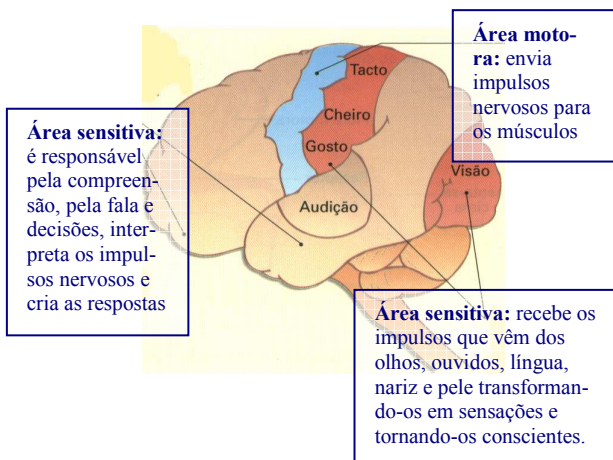 Área moto-
ra: envia
impulsos
nervosos para
os músculos
Tacto
Cheiro
Gosto
Visão
Audição
Área sensitiva:
é responsável
pela compreen-
são, pela fala e
decisões, inter-
preta os impul-
sos nervosos e
cria as respostas
Área sensitiva: recebe os
impulsos que vêm dos
olhos, ouvidos, língua,
nariz e pele transforman-
do-os em sensações e
tornando-os conscientes.